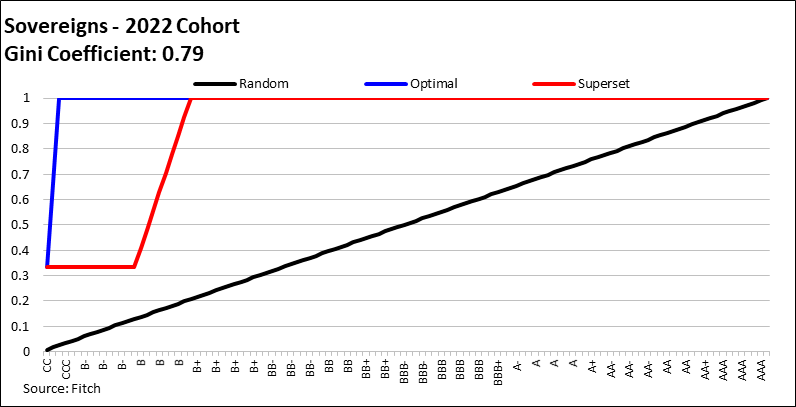 Sovereigns - 2022 Cohort
Gini Coefficient: 0.79
Random Optimal Superset
1
0.9
0.8
0.7
0.6
0.5
0.4
0.3
0.2
0.1
0
CC CCC B- B- B- B B B B+ B+ B+ B+ BB- BB- BB- BB BB BB+ BB+ BBB- BBB- BBB- BBB BBB BBB+ BBB+ A- A A A A+ AA- AA- AA- AA AA AA+ AAA AAA AAA
Source: Fitch